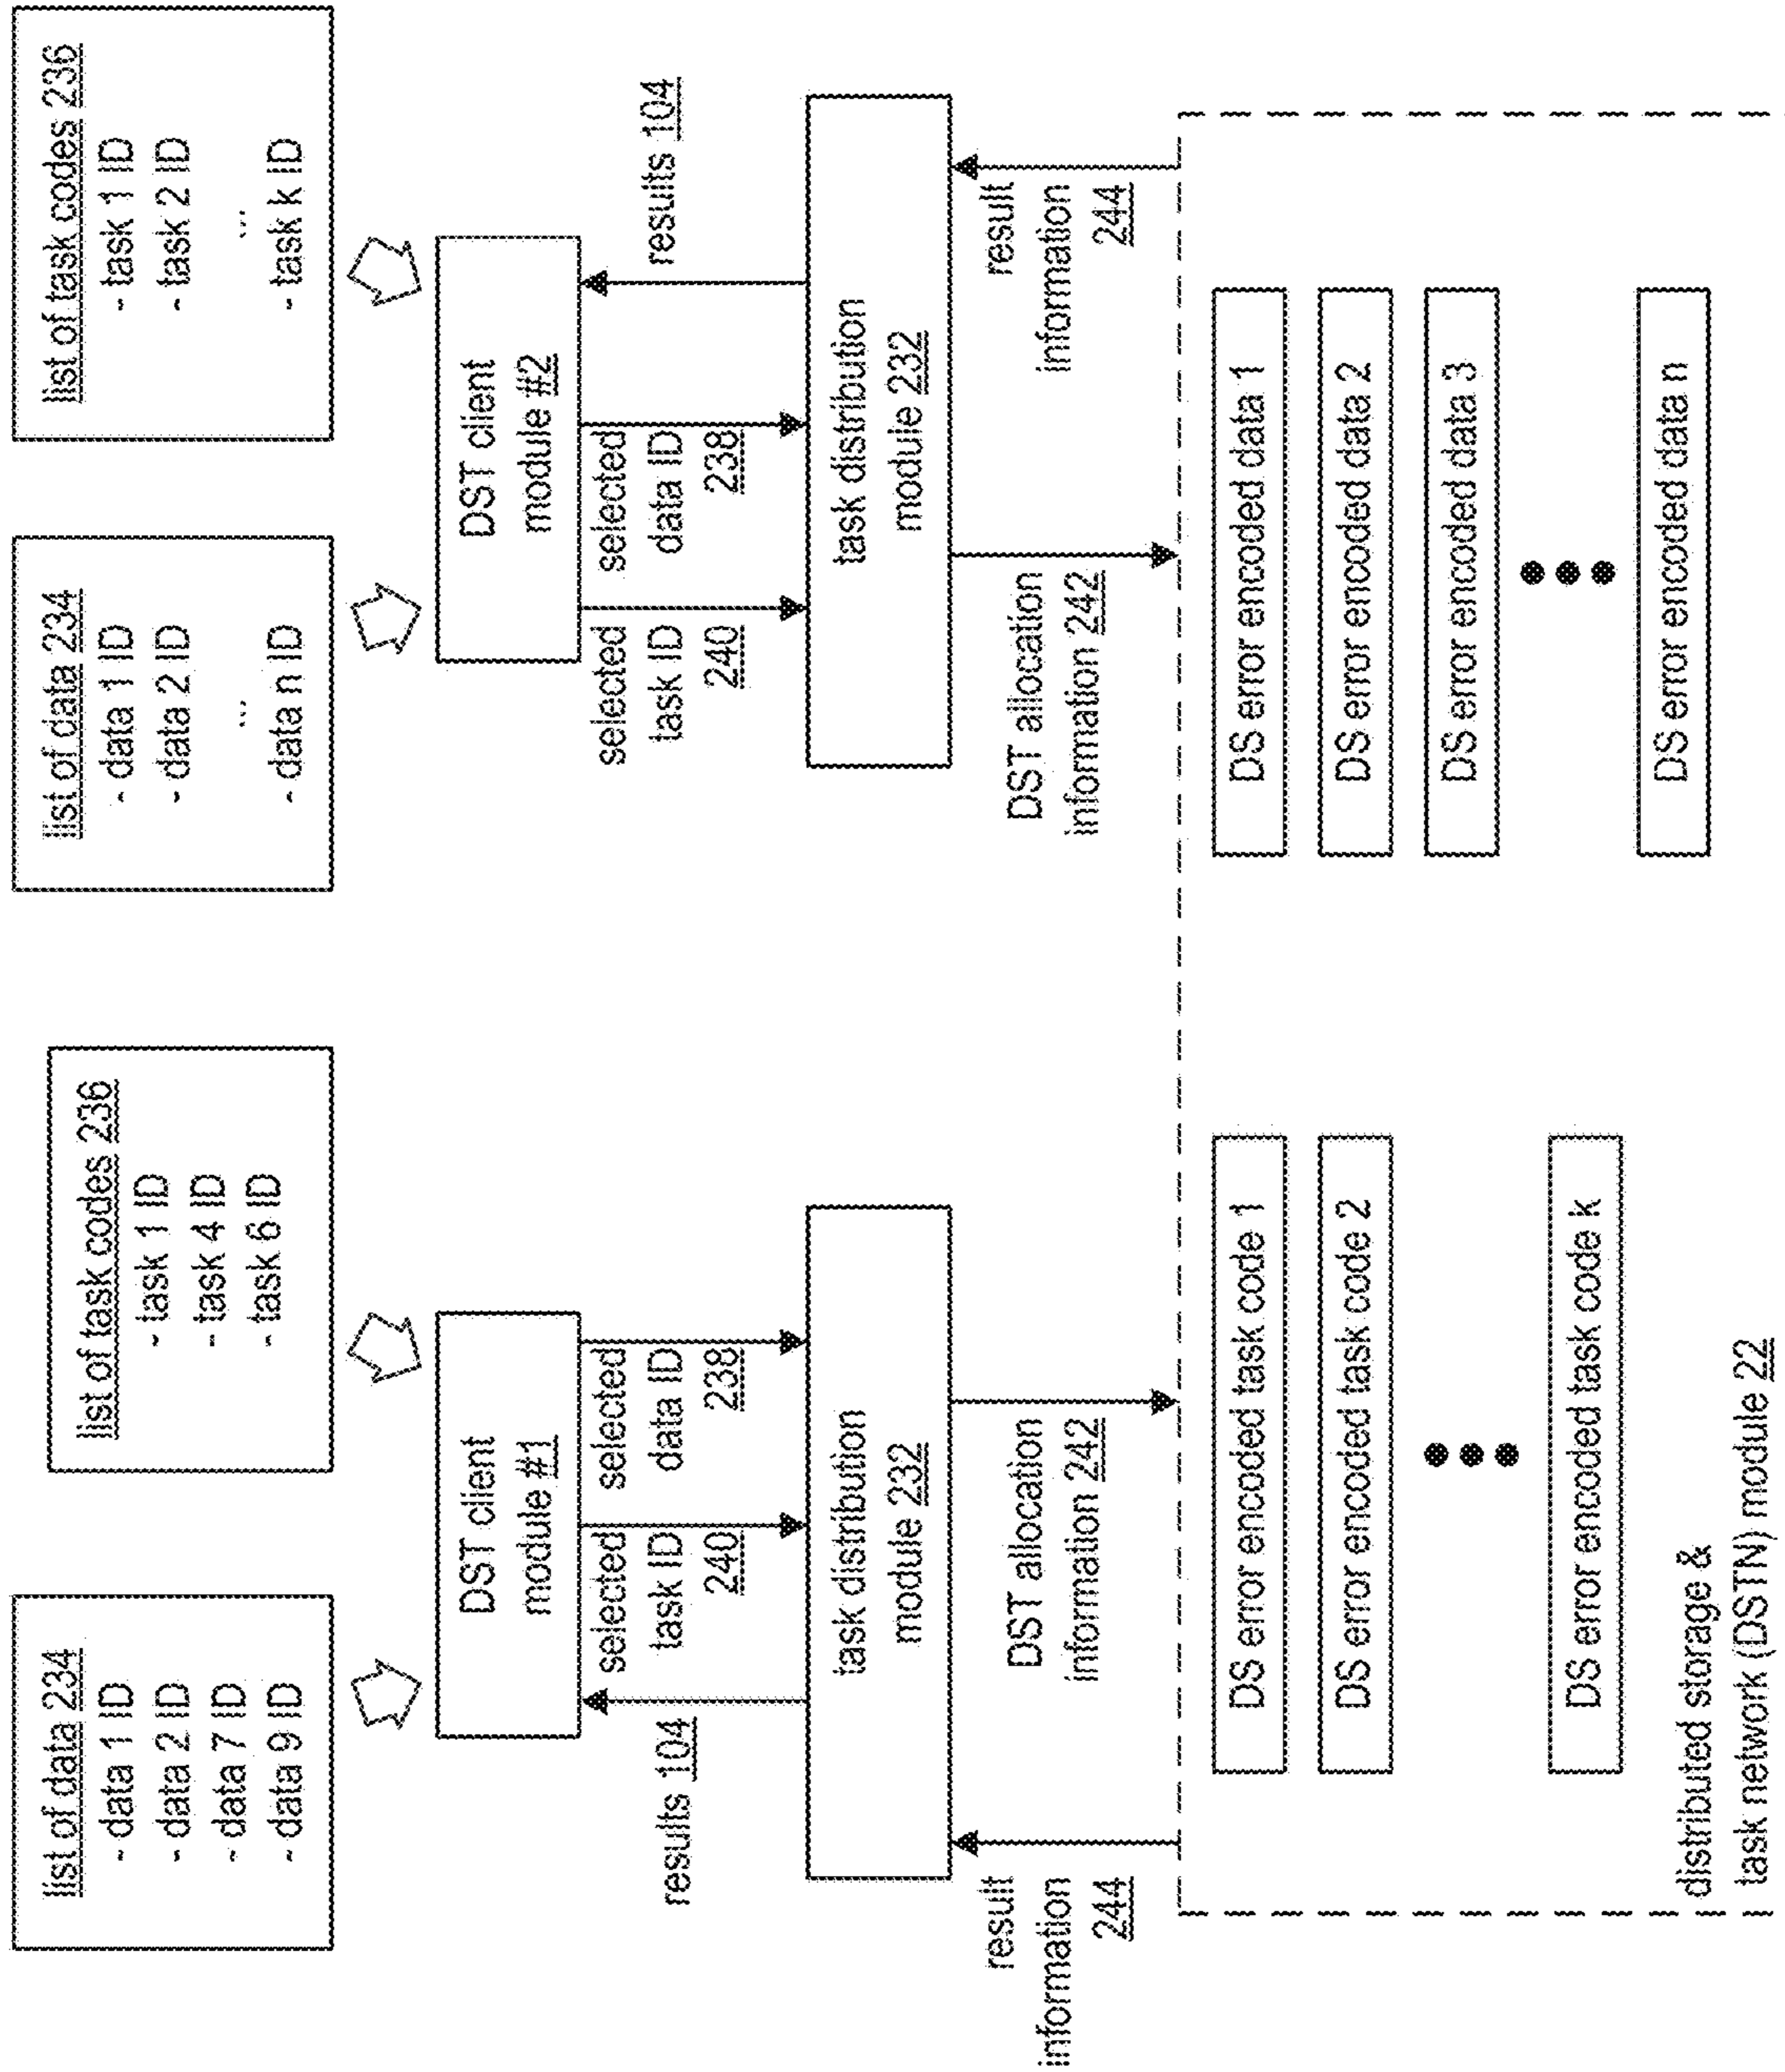 list of data 234
- data 1 ID
- data 2 ID
- data 7 ID
- data 9 ID
list of task codes 236
- task 1 ID
- task 4 ID
- task 6 ID
list of data 234
- data 1 ID
- data 2 ID
...
- data n ID
list of task codes 236
- task 1 ID
- task 2 ID
...
- task k ID
DST client
module #1
DST client
module #2
results 104
selected
task ID
240
selected
data ID
238
selected
task ID
240
selected
data ID
238
results 104
task distribution
module 232
task distribution
module 232
result
information
244
DST allocation
information 242
DST allocation
information 242
result
information
244
DS error encoded task code 1
DS error encoded task code 2
DS error encoded task code k
DS error encoded data 1
DS error encoded data 2
DS error encoded data 3
DS error encoded data n
distributed storage &
task network (DSTN) module 22